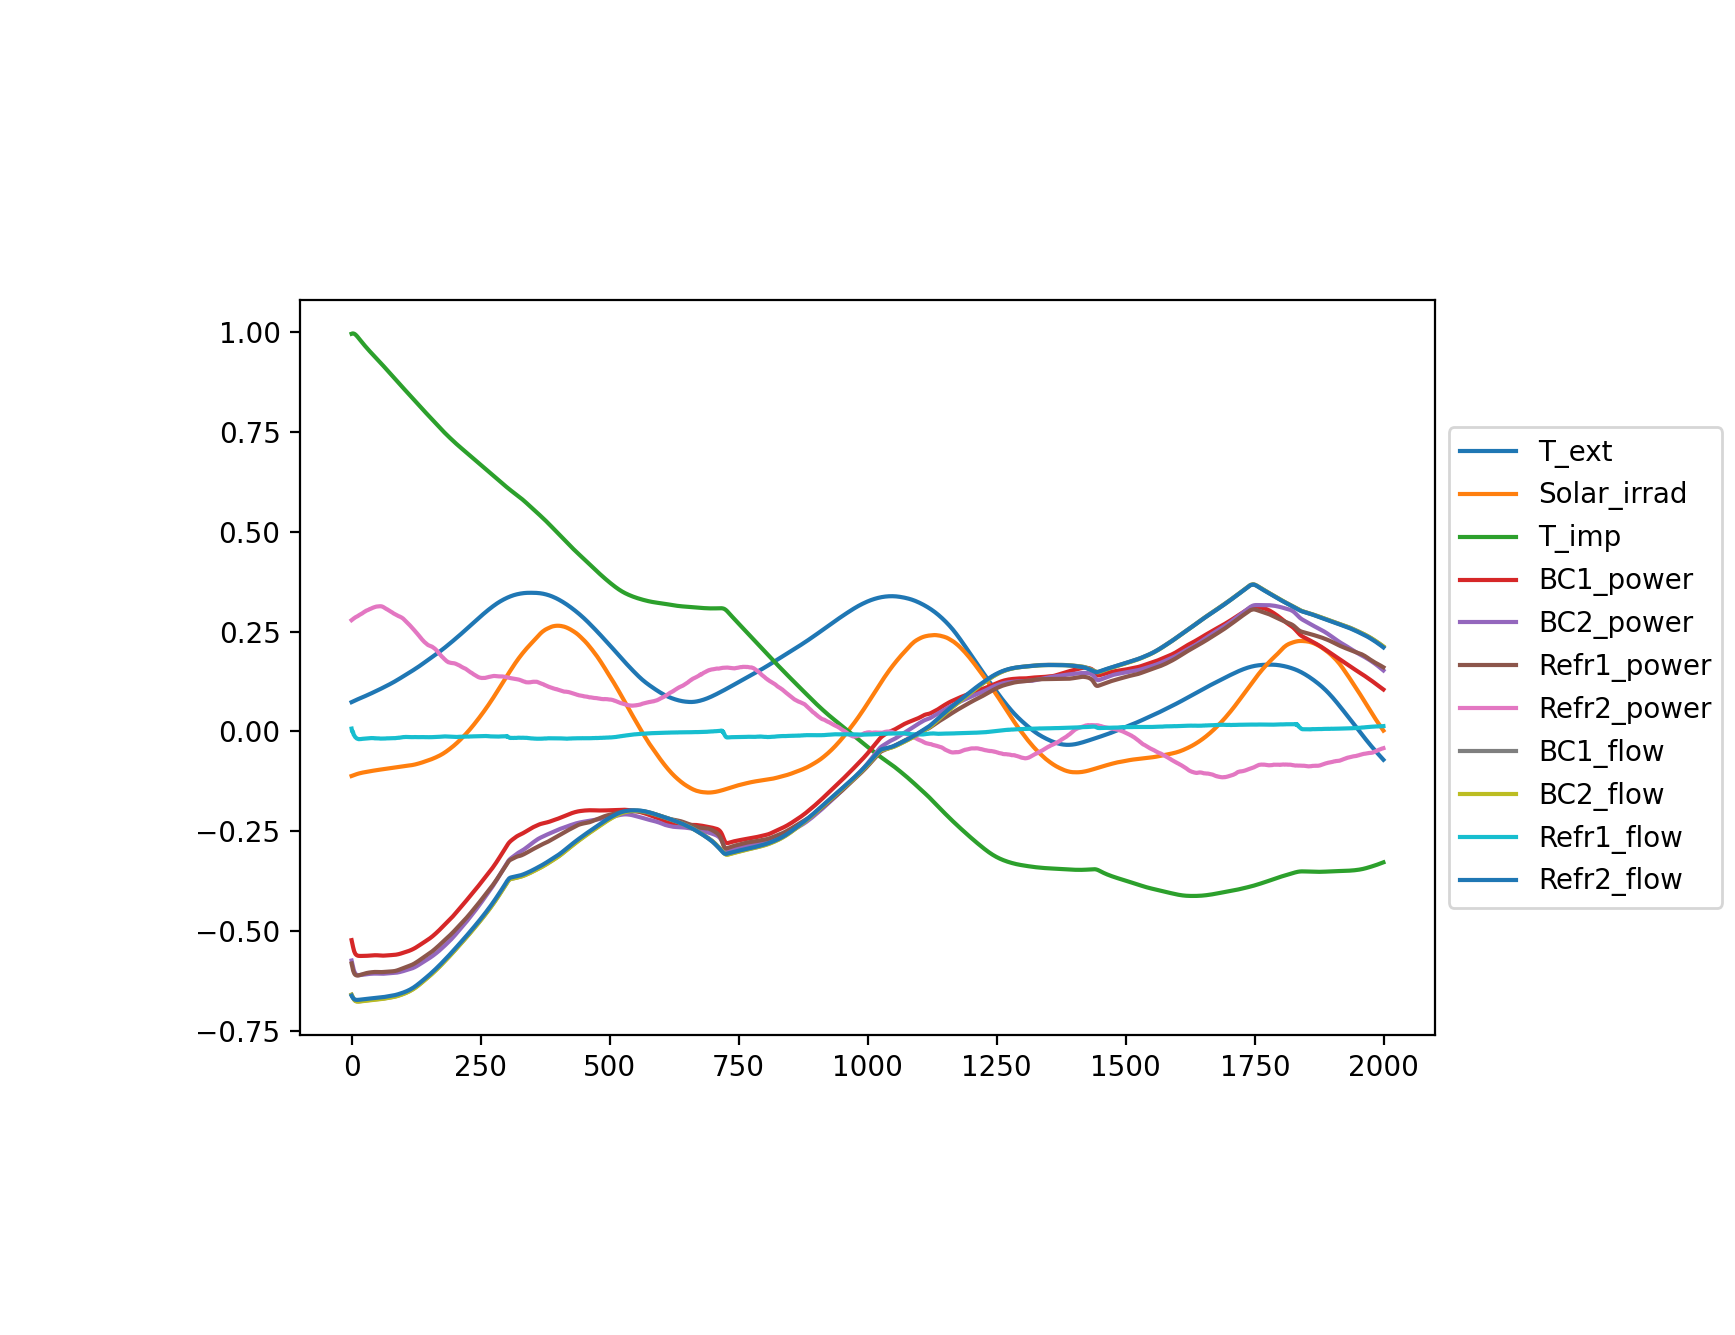 1.00
0.75
0.50
0.25
0.00
−0.25
−0.50
−0.75
0 250 500 750 1000 1250 1500 1750 2000
T_ext
Solar_irrad
T_imp
BC1_power
BC2_power
Refr1_power
Refr2_power
BC1_flow
BC2_flow
Refr1_flow
Refr2_flow